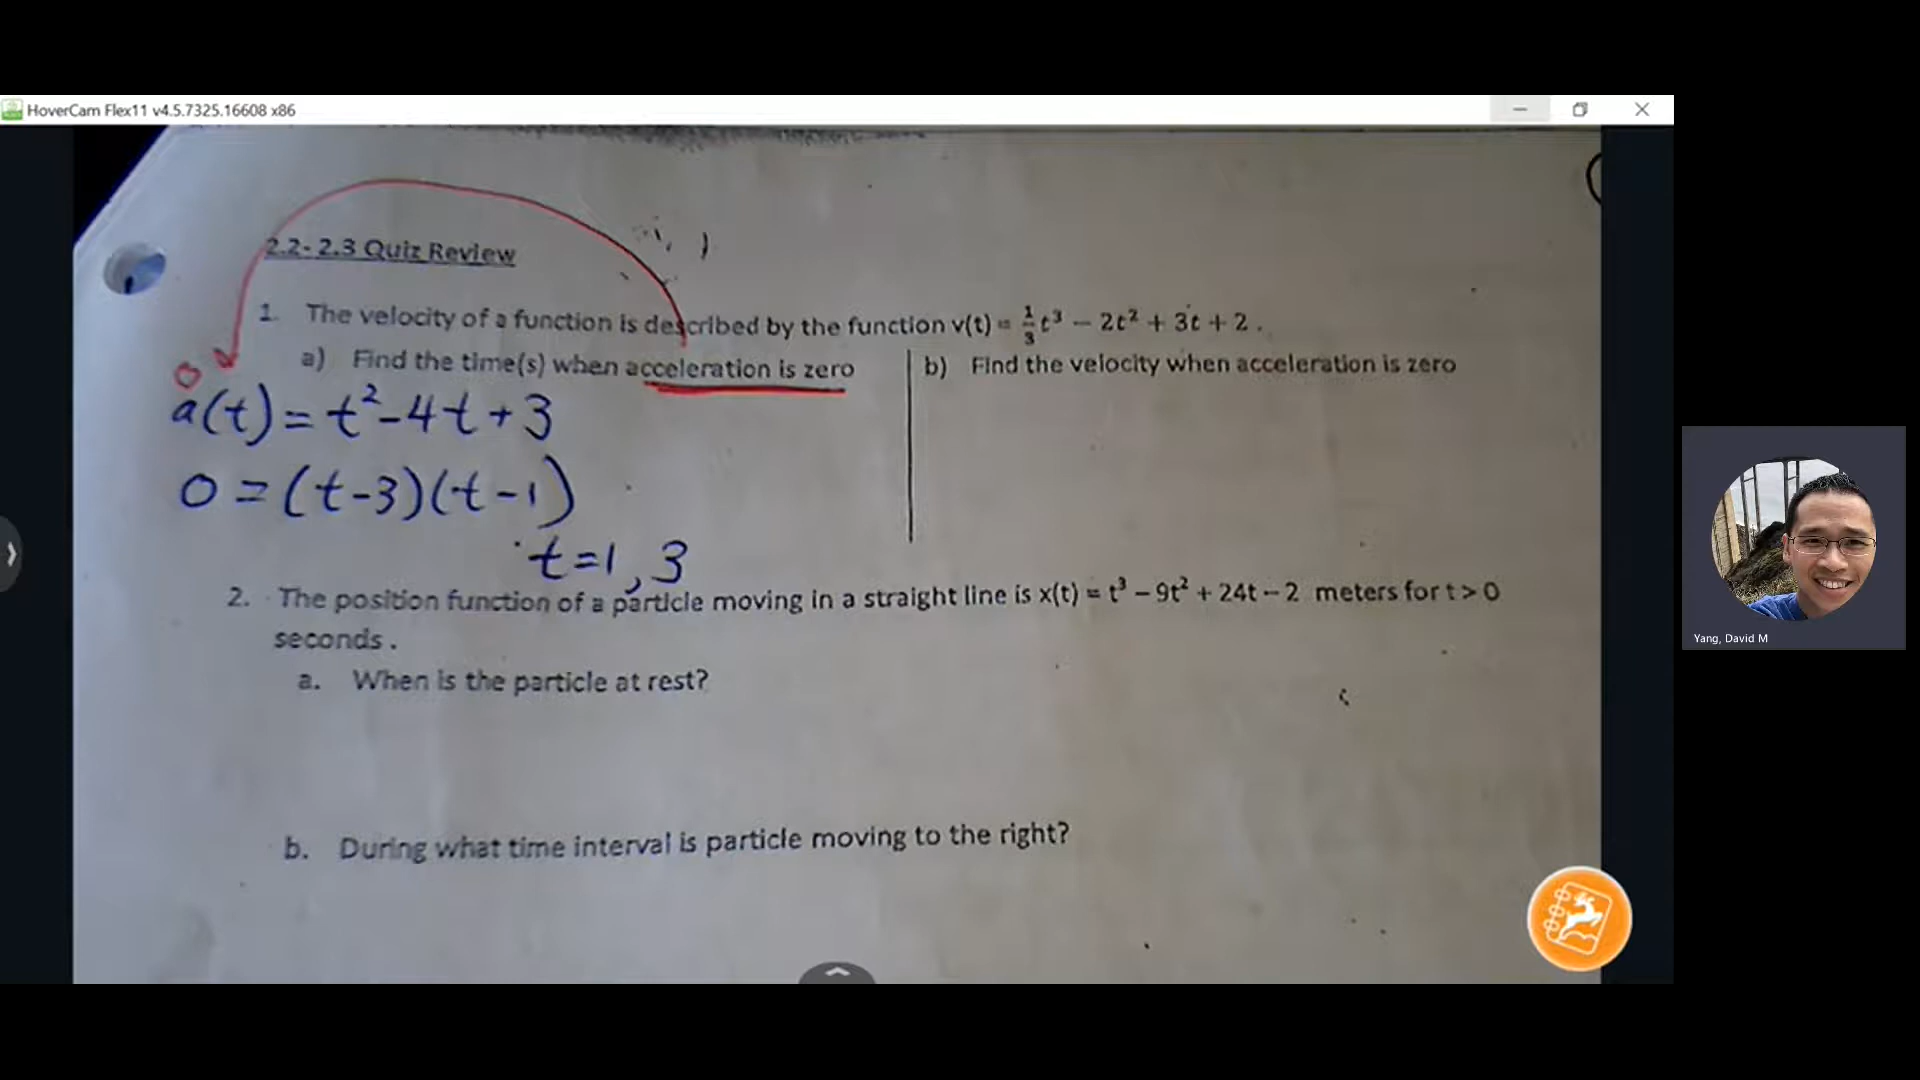 HoverCam Flex11 v4.5.7325.16608 x86
2.2- 2.3 Quiz Review
1. The velocity of a function is described by the function v(t) = 1/3 t³ − 2t² + 3t + 2 .
a) Find the time(s) when acceleration is zero
b) Find the velocity when acceleration is zero
0
a(t) = t² - 4t + 3
0 = (t-3)(t-1)
t=1, 3
2. The position function of a particle moving in a straight line is x(t) = t³ − 9t² + 24t − 2 meters for t > 0
seconds .
a. When is the particle at rest?
b. During what time interval is particle moving to the right?
Yang, David M